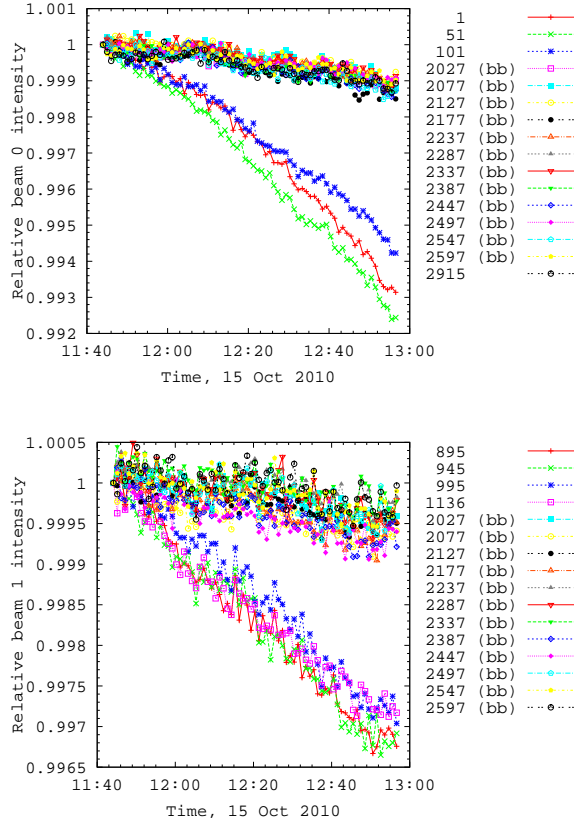 1.001
1
0.999
0.998
0.997
0.996
0.995
0.994
0.993
0.992
Relative beam 0 intensity
11:40
12:00
12:20
12:40
13:00
Time, 15 Oct 2010
1
51
101
2027 (bb)
2077 (bb)
2127 (bb)
2177 (bb)
2237 (bb)
2287 (bb)
2337 (bb)
2387 (bb)
2447 (bb)
2497 (bb)
2547 (bb)
2597 (bb)
2915
1.0005
1
0.9995
0.999
0.9985
0.998
0.9975
0.997
0.9965
Relative beam 1 intensity
11:40
12:00
12:20
12:40
13:00
Time, 15 Oct 2010
895
945
995
1136
2027 (bb)
2077 (bb)
2127 (bb)
2177 (bb)
2237 (bb)
2287 (bb)
2337 (bb)
2387 (bb)
2447 (bb)
2497 (bb)
2547 (bb)
2597 (bb)